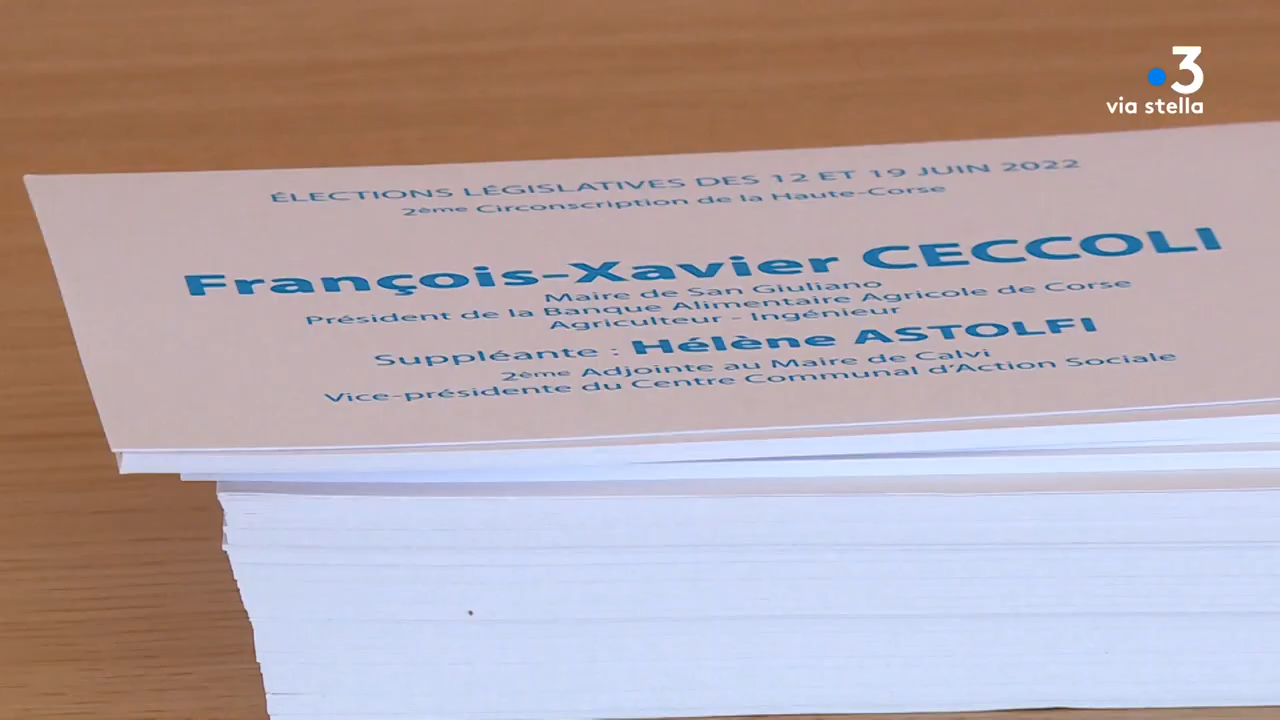 3
via stella
ÉLECTIONS LÉGISLATIVES DES 12 ET 19 JUIN 2022
2ème Circonscription de la Haute-Corse
François-Xavier CECCOLI
Maire de San Giuliano
Président de la Banque Alimentaire Agricole de Corse
Agriculteur - Ingénieur
Suppléante : Hélène ASTOLFI
2ème Adjointe au Maire de Calvi
Vice-présidente du Centre Communal d'Action Sociale